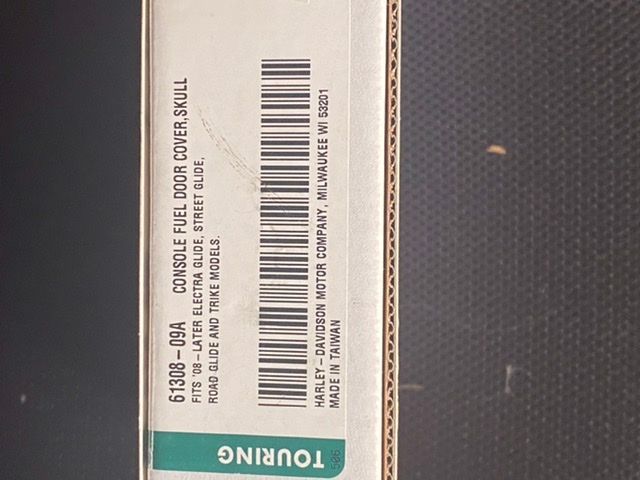 61308-09A CONSOLE FUEL DOOR COVER,SKULL
FITS '08-LATER ELECTRA GLIDE, STREET GLIDE,
ROAD GLIDE AND TRIKE MODELS.
HARLEY-DAVIDSON MOTOR COMPANY, MILWAUKEE WI 53201
MADE IN TAIWAN
TOURING
506